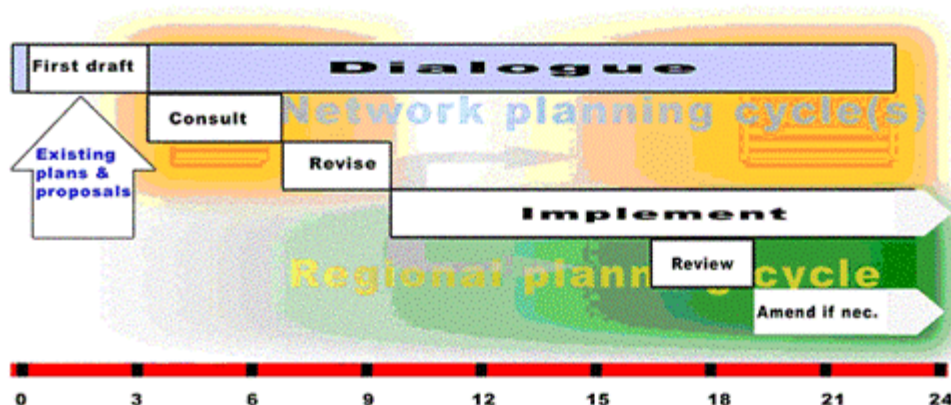 First draft
Dialogue
Consult
Network planning cycle(s)
Existing
plans &
proposals
Revise
Implement
Review
Regional planning cycle
Amend if nec.
0 3 6 9 12 15 18 21 24